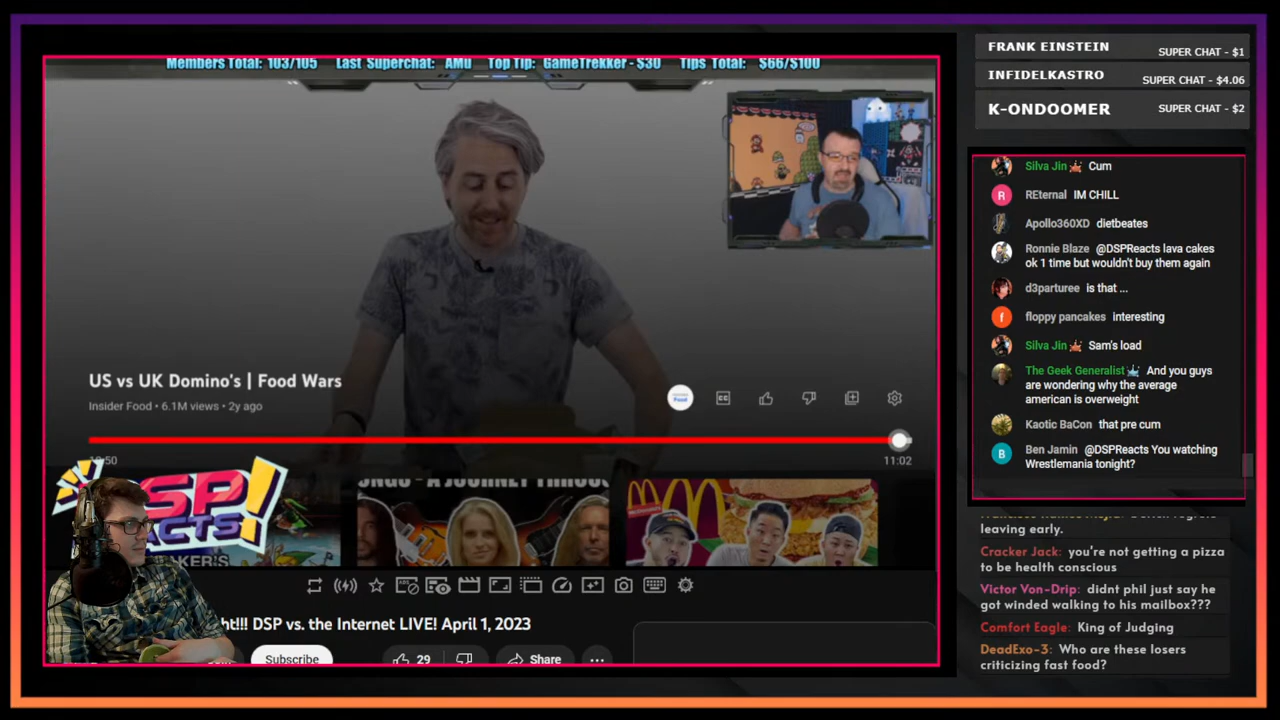 Members Total: 103/105 Last Superchat: AMU Top Tip: GameTrekker - $30 Tips Total: $66/$100
US vs UK Domino's | Food Wars
Insider Food • 6.1M views • 2y ago
CC
Food
11:02
DSP
REACTS!
McDonald's
ht!!! DSP vs. the Internet LIVE! April 1, 2023
Subscribe
29
Share
...
FRANK EINSTEIN SUPER CHAT - $1
INFIDELKASTRO SUPER CHAT - $4.06
K-ONDOOMER SUPER CHAT - $2
Silva Jin Cum
R REternal IM CHILL
Apollo360XD dietbeates
Ronnie Blaze @DSPReacts lava cakes
ok 1 time but wouldn't buy them again
d3parturee is that ...
f floppy pancakes interesting
Silva Jin Sam's load
The Geek Generalist And you guys
are wondering why the average
american is overweight
Kaotic BaCon that pre cum
B Ben Jamin @DSPReacts You watching
Wrestlemania tonight?
leaving early.
Cracker Jack: you're not getting a pizza
to be health conscious
Victor Von-Drip: didnt phil just say he
got winded walking to his mailbox???
Comfort Eagle: King of Judging
DeadExo-3: Who are these losers
criticizing fast food?